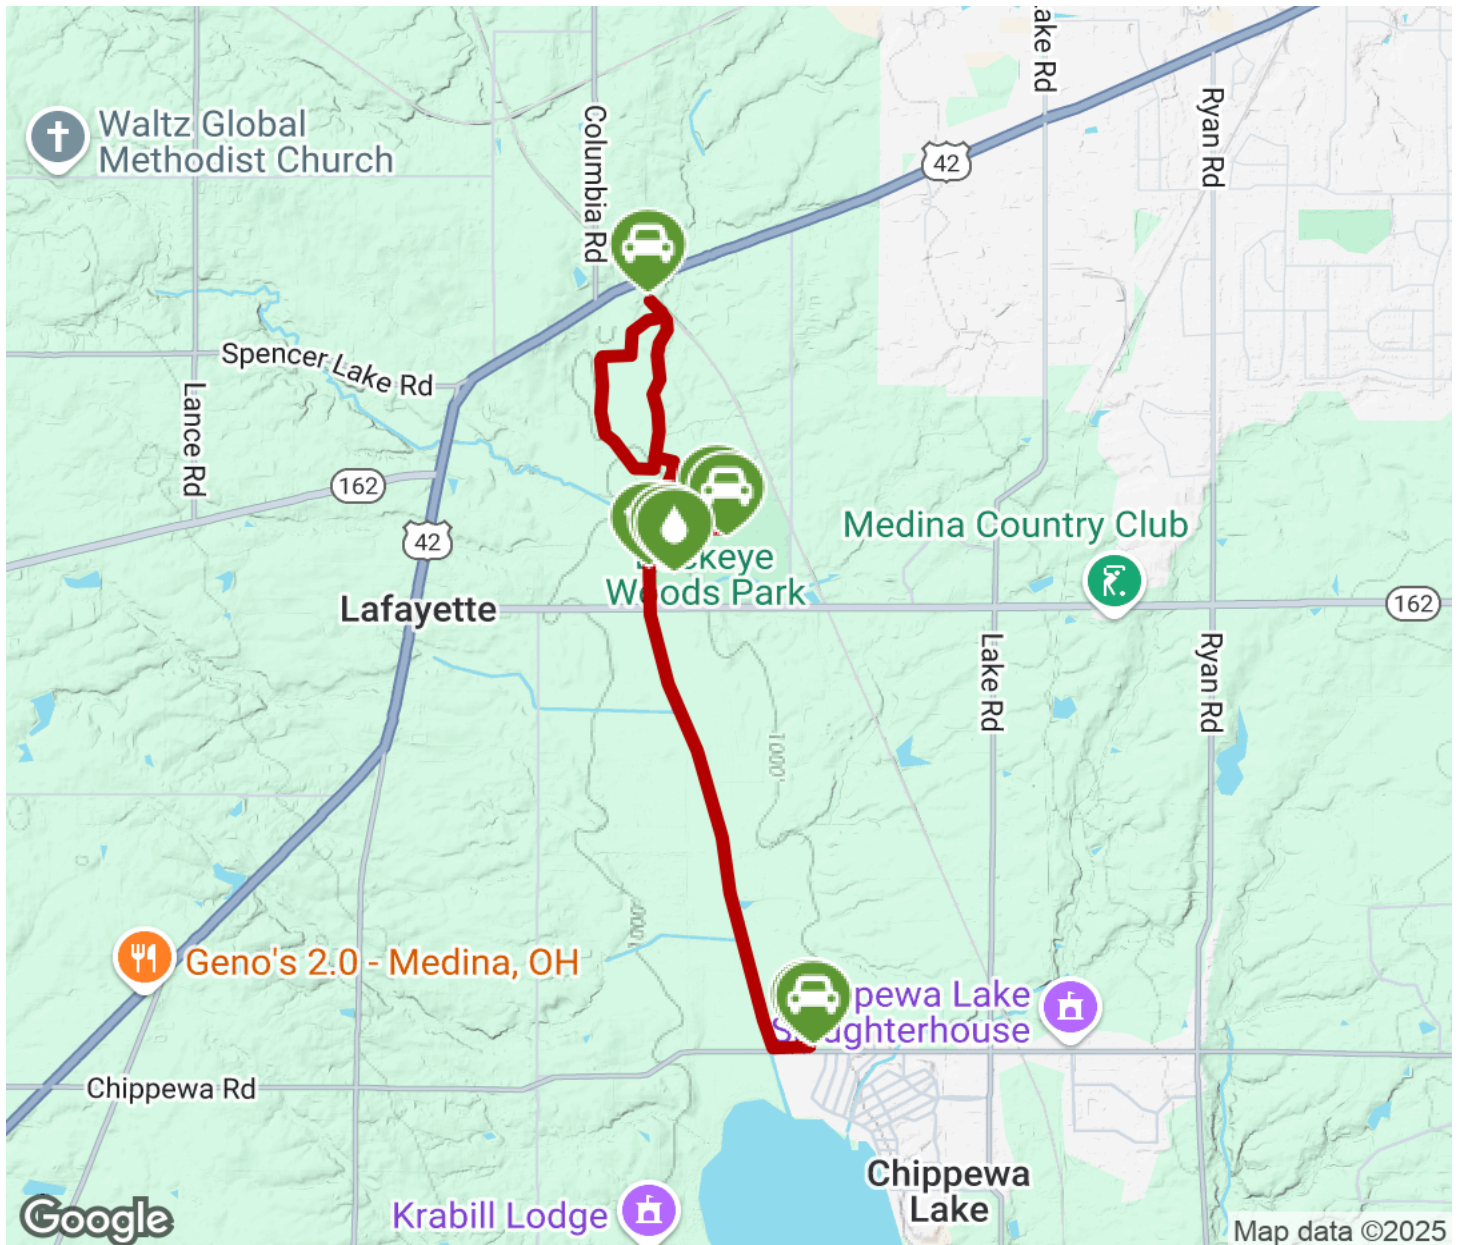 ake Rd
Waltz Global
Methodist Church
Columbia Rd
42
Ryan Rd
Spencer Lake Rd
Lance Rd
162
42
Medina Country Club
keye
Woods Park
Lafayette
162
Lake Rd
Ryan Rd
1000'
1000'
Geno's 2.0 - Medina, OH
pewa Lake
ughterhouse
Chippewa Rd
Chippewa
Lake
Krabill Lodge
Google
Map data ©2025